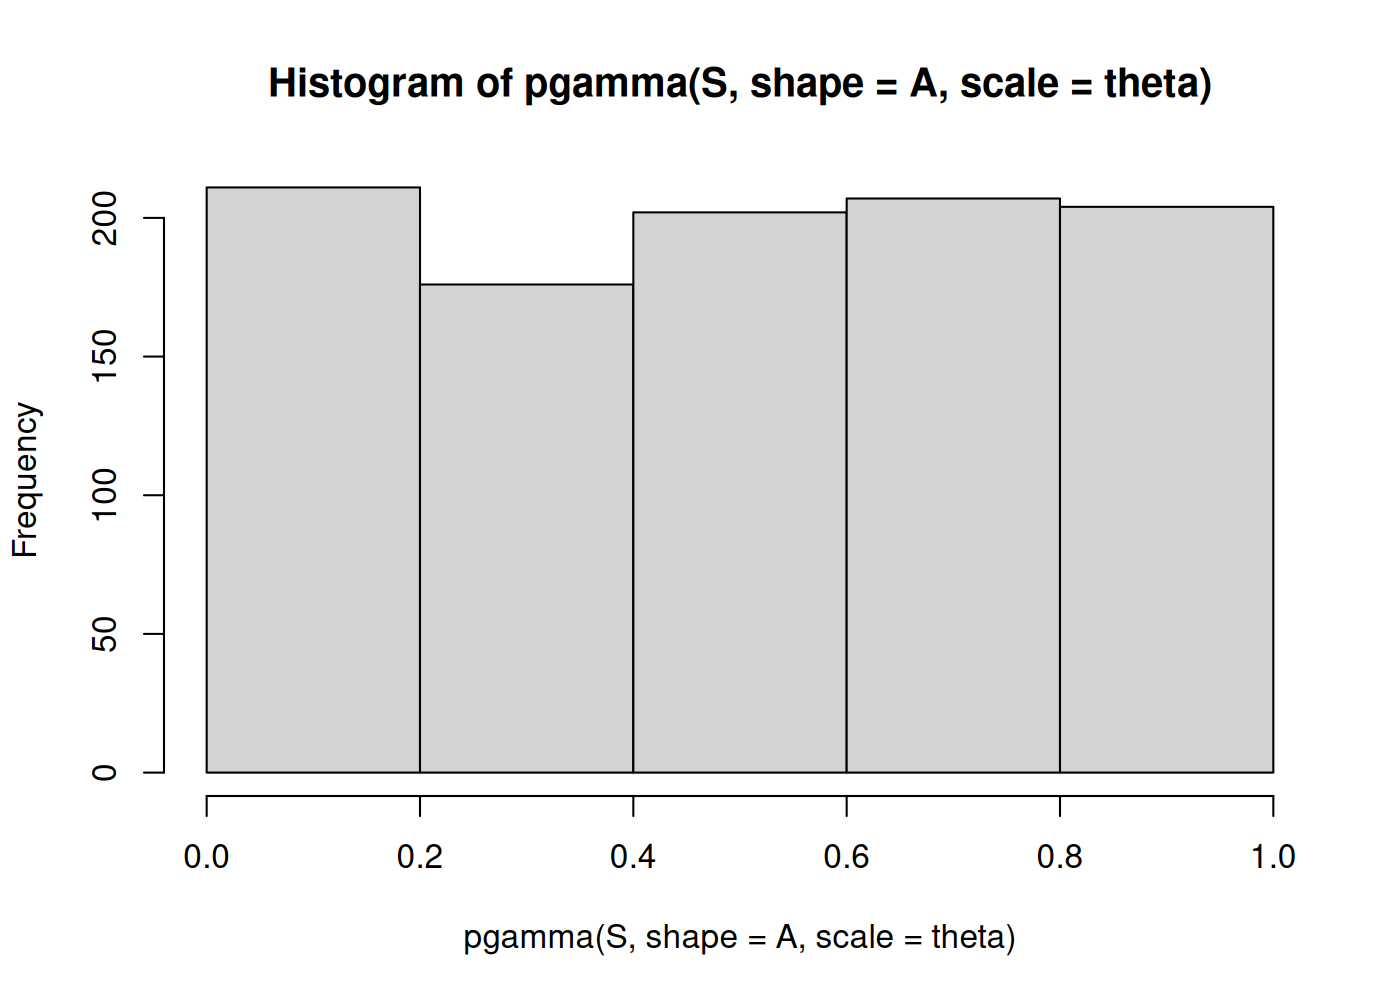 Histogram of pgamma(S, shape = A, scale = theta)
Frequency
200
150
100
50
0
0.0 0.2 0.4 0.6 0.8 1.0
pgamma(S, shape = A, scale = theta)